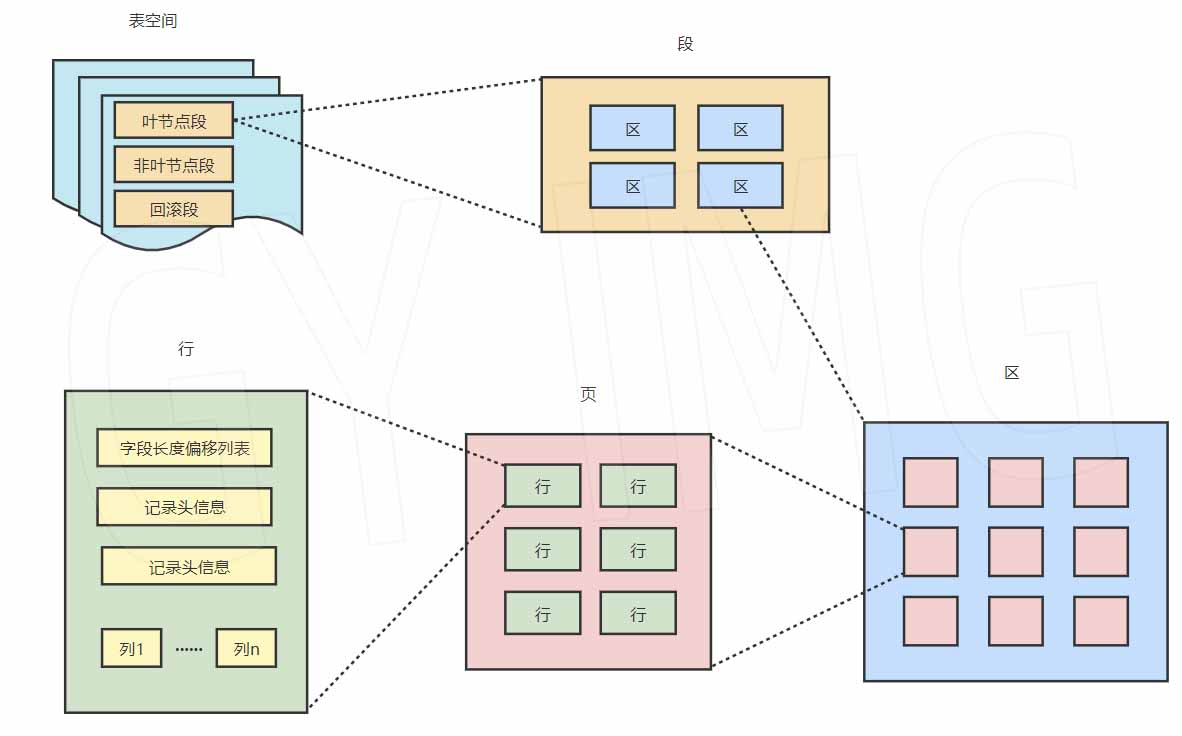 表空间
叶节点段
非叶节点段
回滚段
段
区
区
区
区
行
字段长度偏移列表
记录头信息
记录头信息
列1
······
列n
页
行
行
行
行
行
行
区
GY IMG